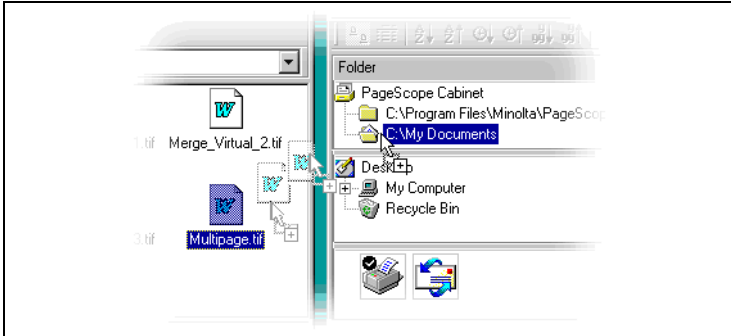 Folder
PageScope Cabinet
C:\Program Files\Minolta\PageScop
C:\My Documents
1.tif
Merge_Virtual_2.tif
My Computer
Recycle Bin
3.tif
Multipage.tif